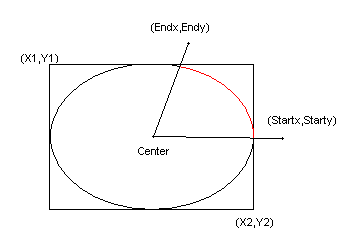 (Endx,Endy)
(X1,Y1)
(Startx,Starty)
Center
(X2,Y2)